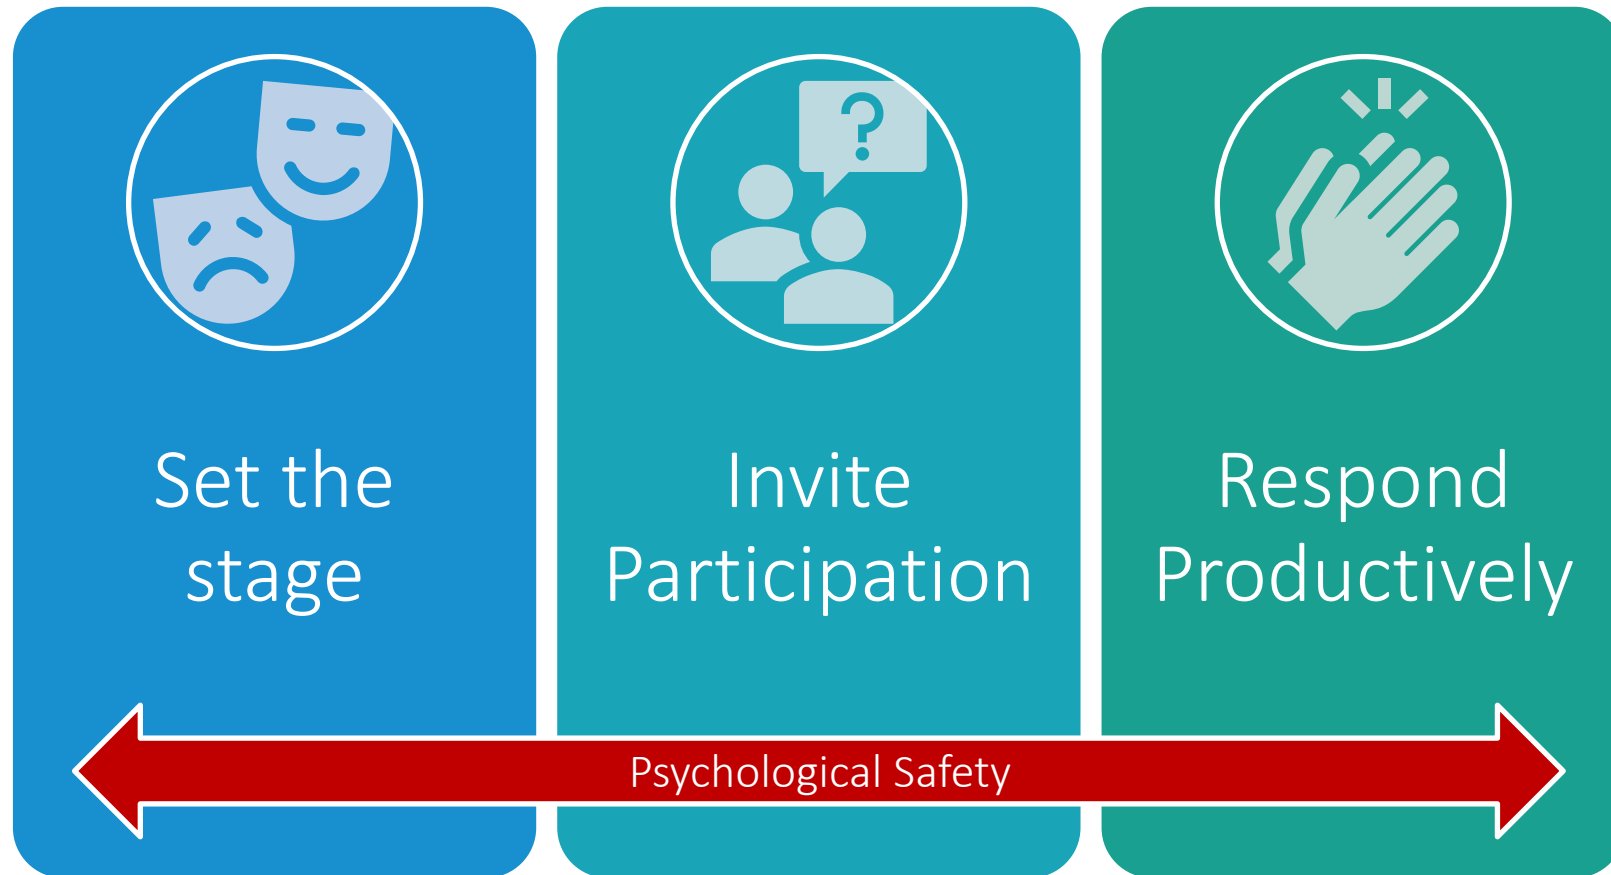 Set the
stage
Invite
Participation
Respond
Productively
?
Psychological Safety